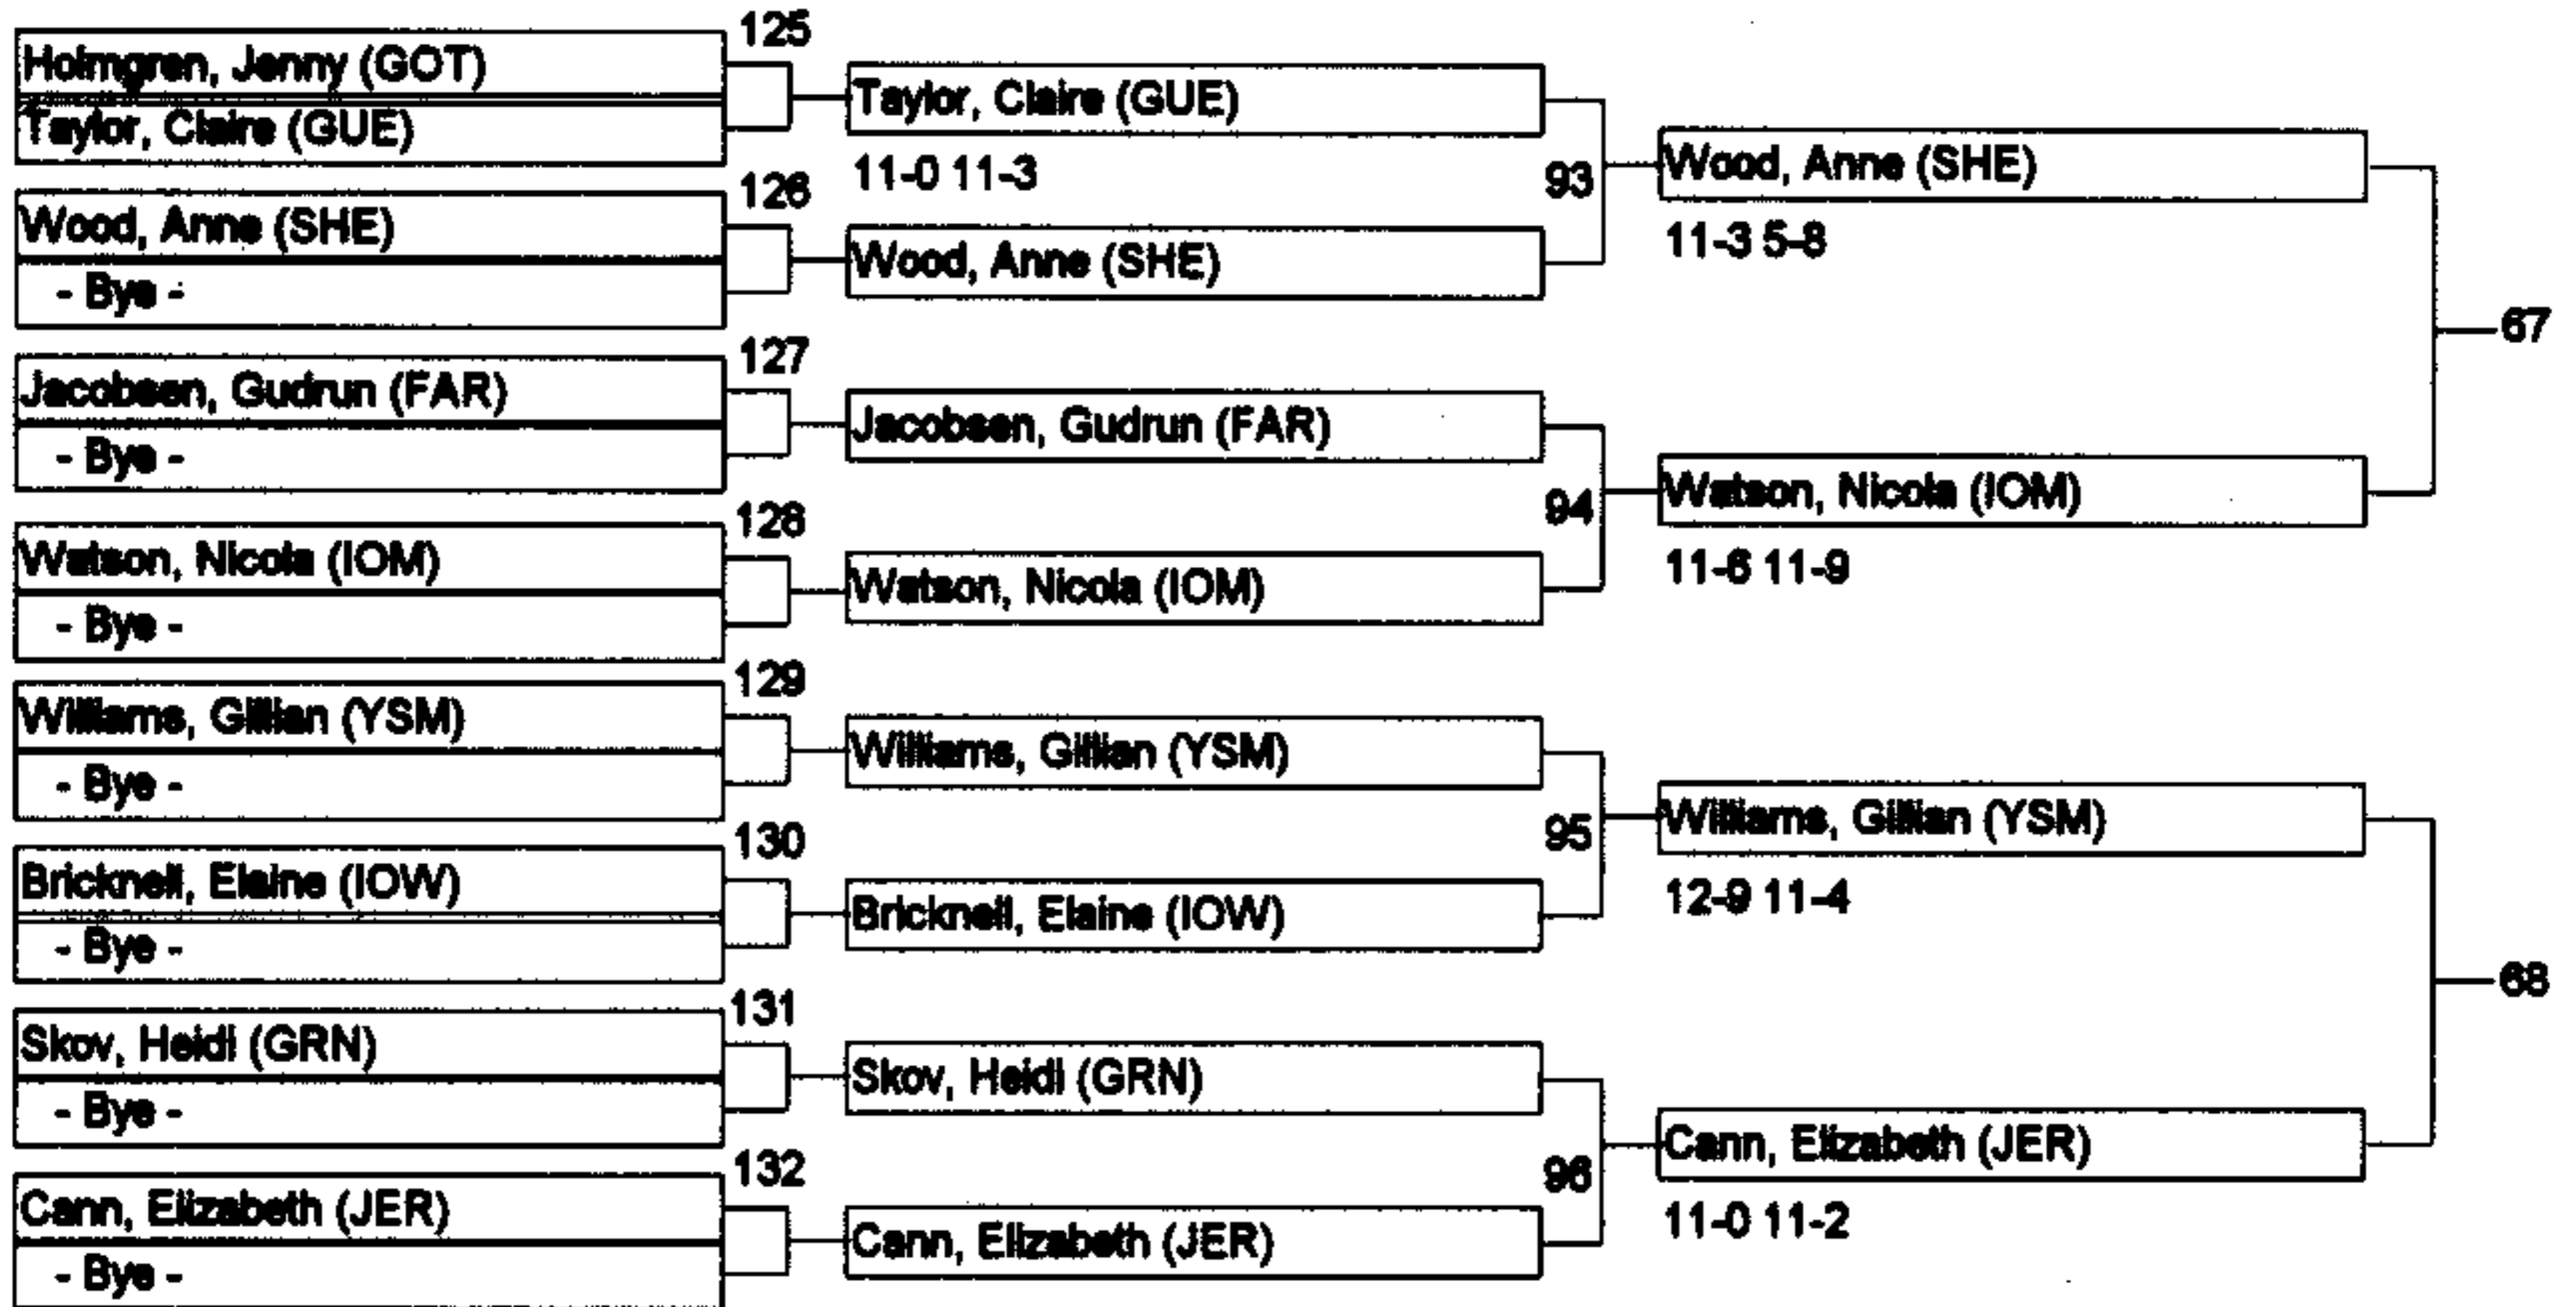 125
Holmgren, Jenny (GOT)
Taylor, Claire (GUE)
Taylor, Claire (GUE)
11-0 11-3
126
Wood, Anne (SHE)
- Bye -
Wood, Anne (SHE)
93
Wood, Anne (SHE)
11-3 5-8
67
127
Jacobsen, Gudrun (FAR)
- Bye -
Jacobsen, Gudrun (FAR)
128
Watson, Nicola (IOM)
- Bye -
Watson, Nicola (IOM)
94
Watson, Nicola (IOM)
11-6 11-9
129
Williams, Gillian (YSM)
- Bye -
Williams, Gillian (YSM)
130
Bricknell, Elaine (IOW)
- Bye -
Bricknell, Elaine (IOW)
95
Williams, Gillian (YSM)
12-9 11-4
68
131
Skov, Heidi (GRN)
- Bye -
Skov, Heidi (GRN)
132
Cann, Elizabeth (JER)
- Bye -
Cann, Elizabeth (JER)
96
Cann, Elizabeth (JER)
11-0 11-2